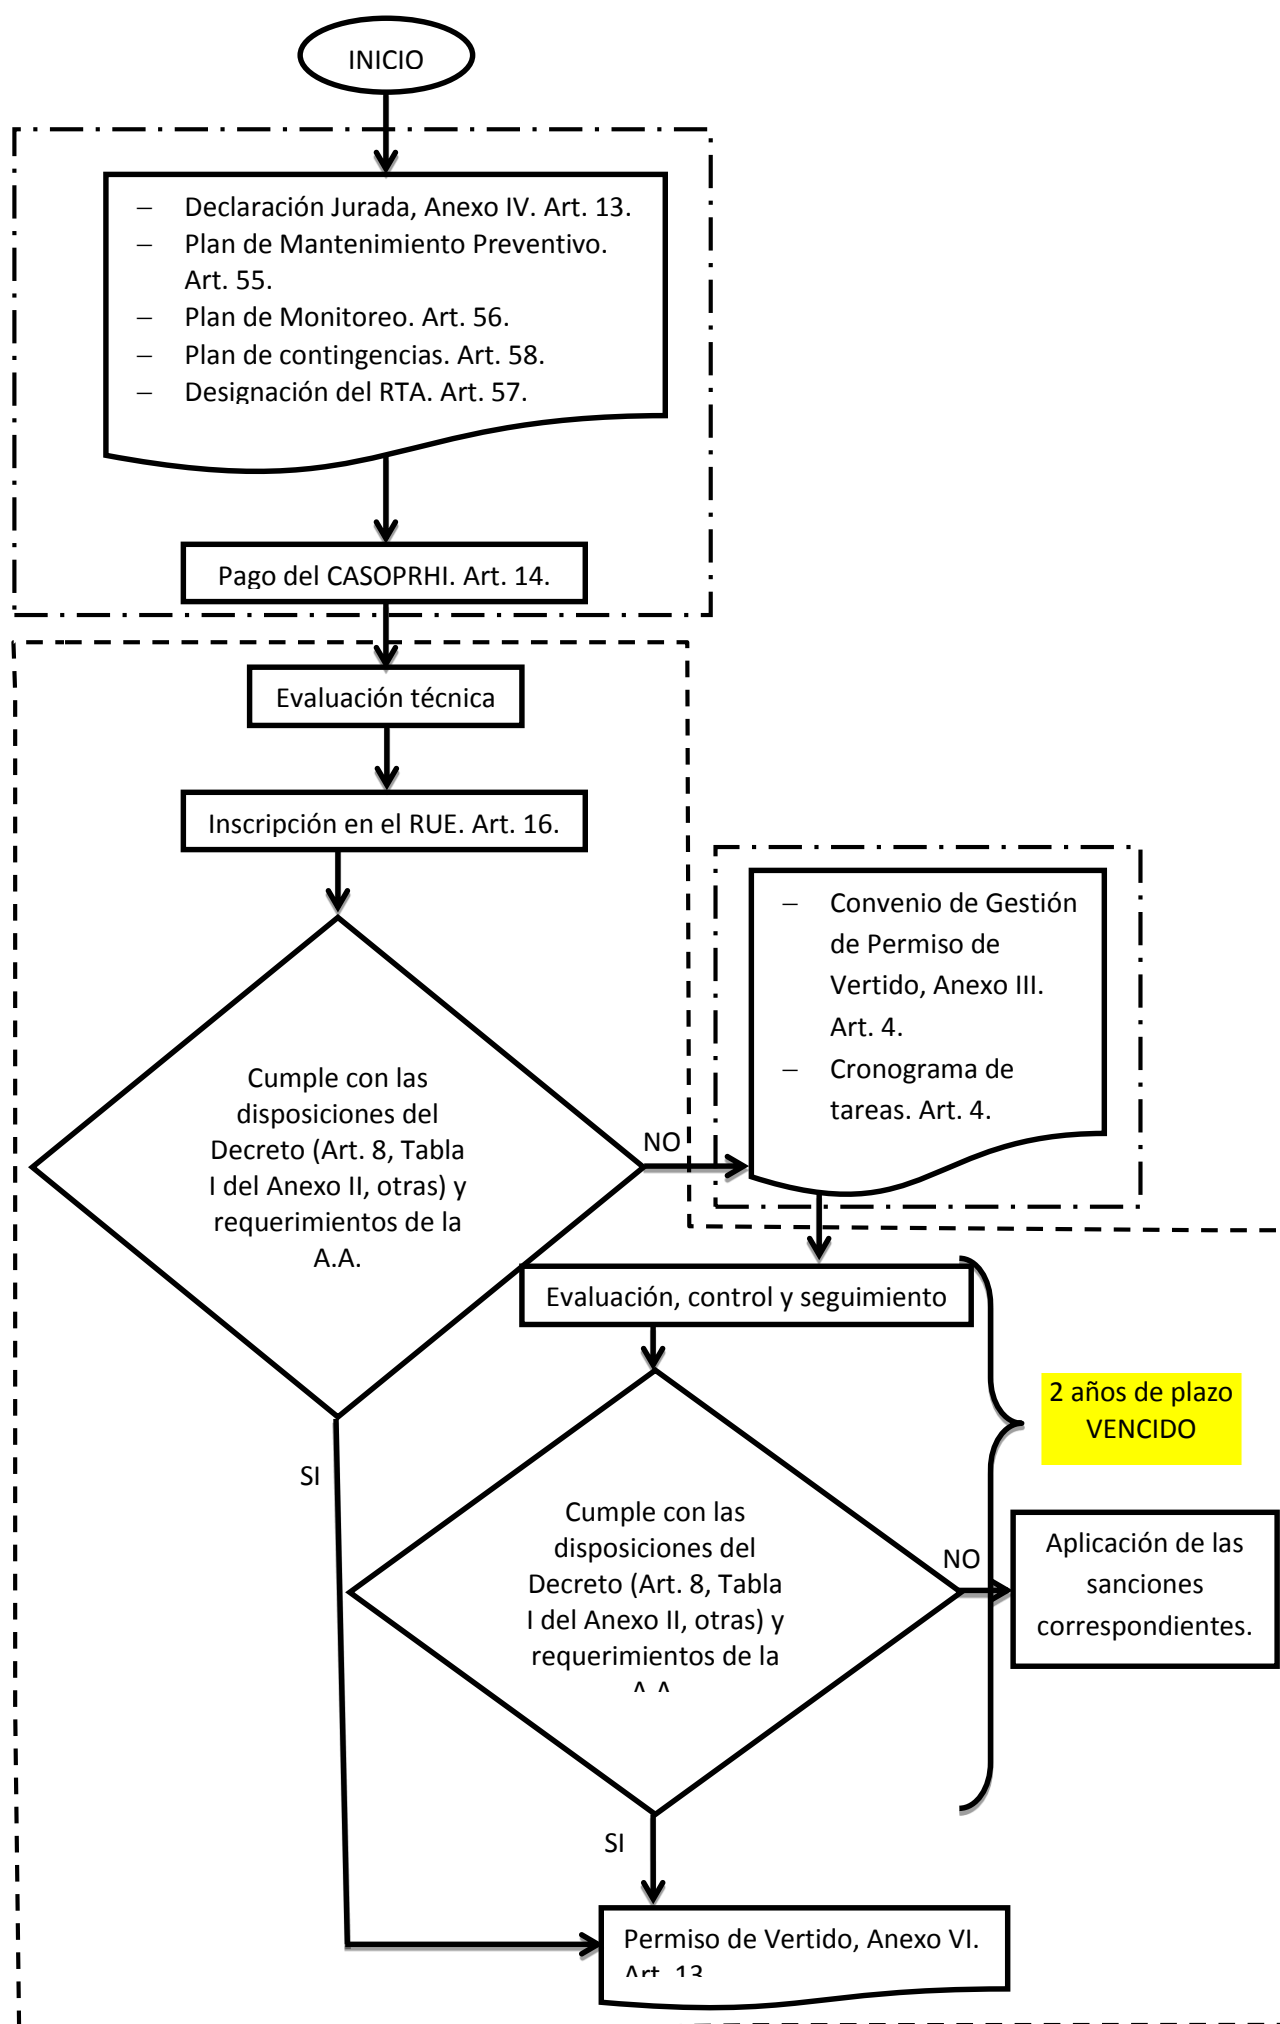 INICIO
– Declaración Jurada, Anexo IV. Art. 13.
– Plan de Mantenimiento Preventivo.
Art. 55.
– Plan de Monitoreo. Art. 56.
– Plan de contingencias. Art. 58.
– Designación del RTA. Art. 57.
Pago del CASOPRHI. Art. 14.
Evaluación técnica
Inscripción en el RUE. Art. 16.
Cumple con las
disposiciones del
Decreto (Art. 8, Tabla
I del Anexo II, otras) y
requerimientos de la
A.A.
NO
– Convenio de Gestión
de Permiso de
Vertido, Anexo III.
Art. 4.
– Cronograma de
tareas. Art. 4.
Evaluación, control y seguimiento
2 años de plazo
VENCIDO
SI
Cumple con las
disposiciones del
Decreto (Art. 8, Tabla
I del Anexo II, otras) y
requerimientos de la
A.A.
NO
Aplicación de las
sanciones
correspondientes.
SI
Permiso de Vertido, Anexo VI.
Art. 13